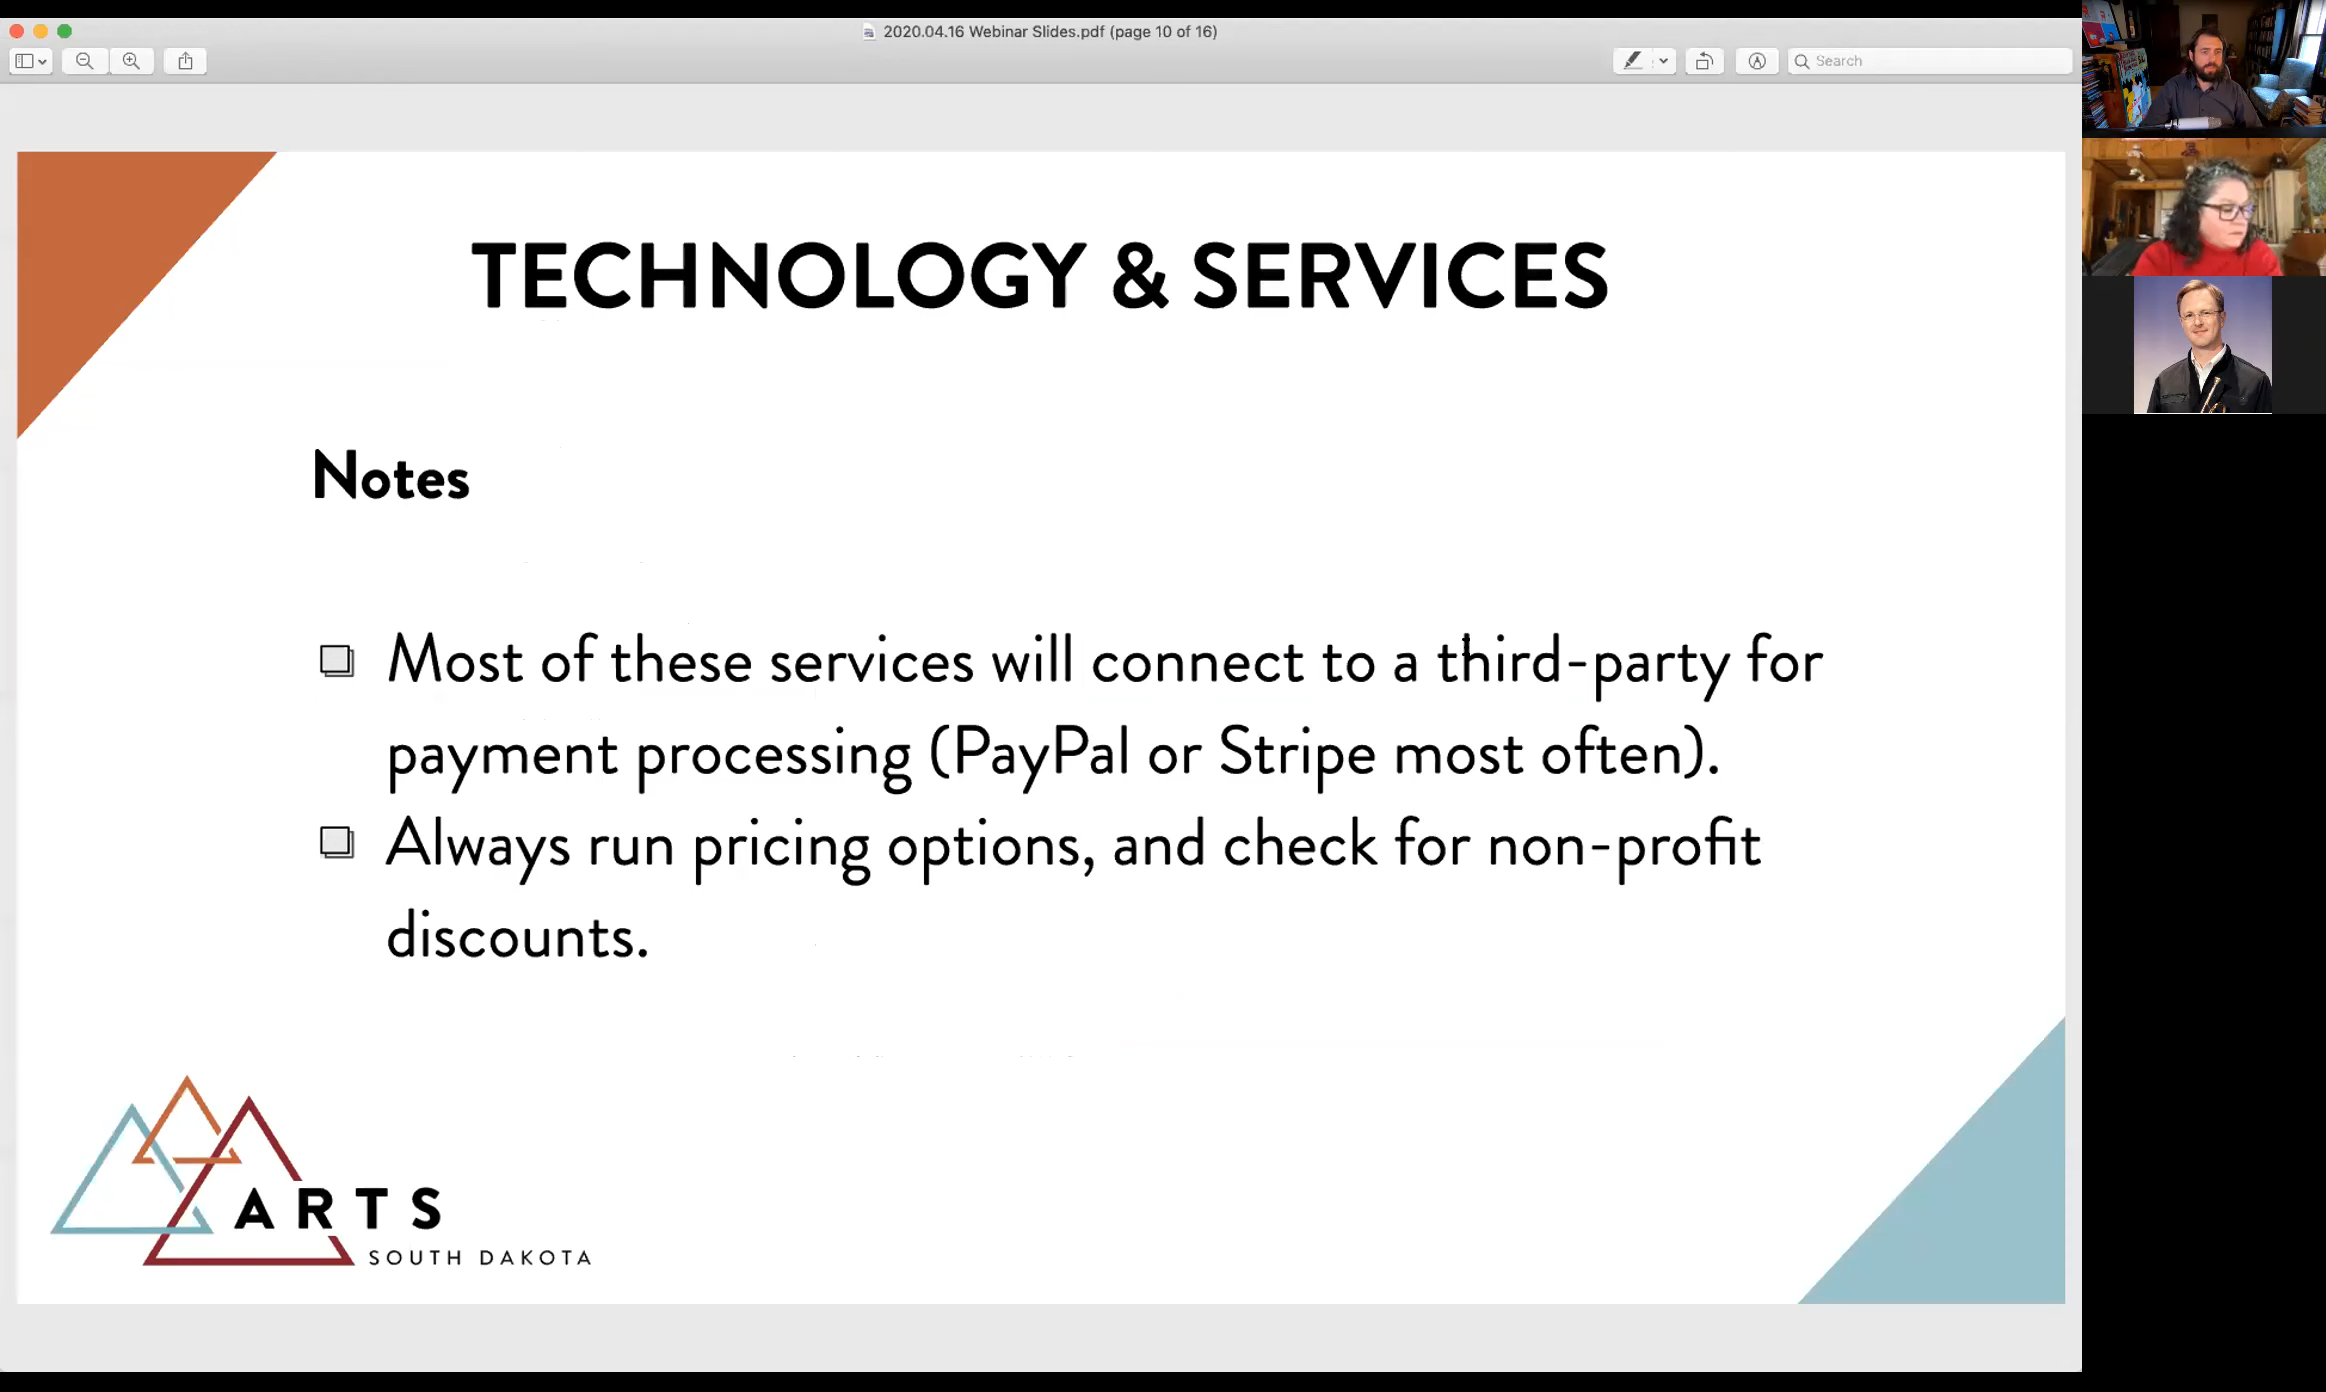 2020.04.16 Webinar Slides.pdf (page 10 of 16)
Search
TECHNOLOGY & SERVICES
Notes
Most of these services will connect to a third-party for
payment processing (PayPal or Stripe most often).
Always run pricing options, and check for non-profit
discounts.
ARTS
SOUTH DAKOTA